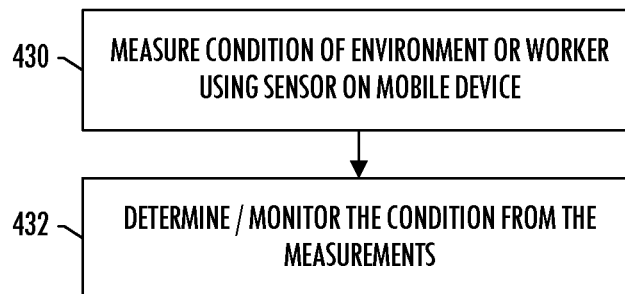 430
MEASURE CONDITION OF ENVIRONMENT OR WORKER
USING SENSOR ON MOBILE DEVICE
432
DETERMINE / MONITOR THE CONDITION FROM THE
MEASUREMENTS